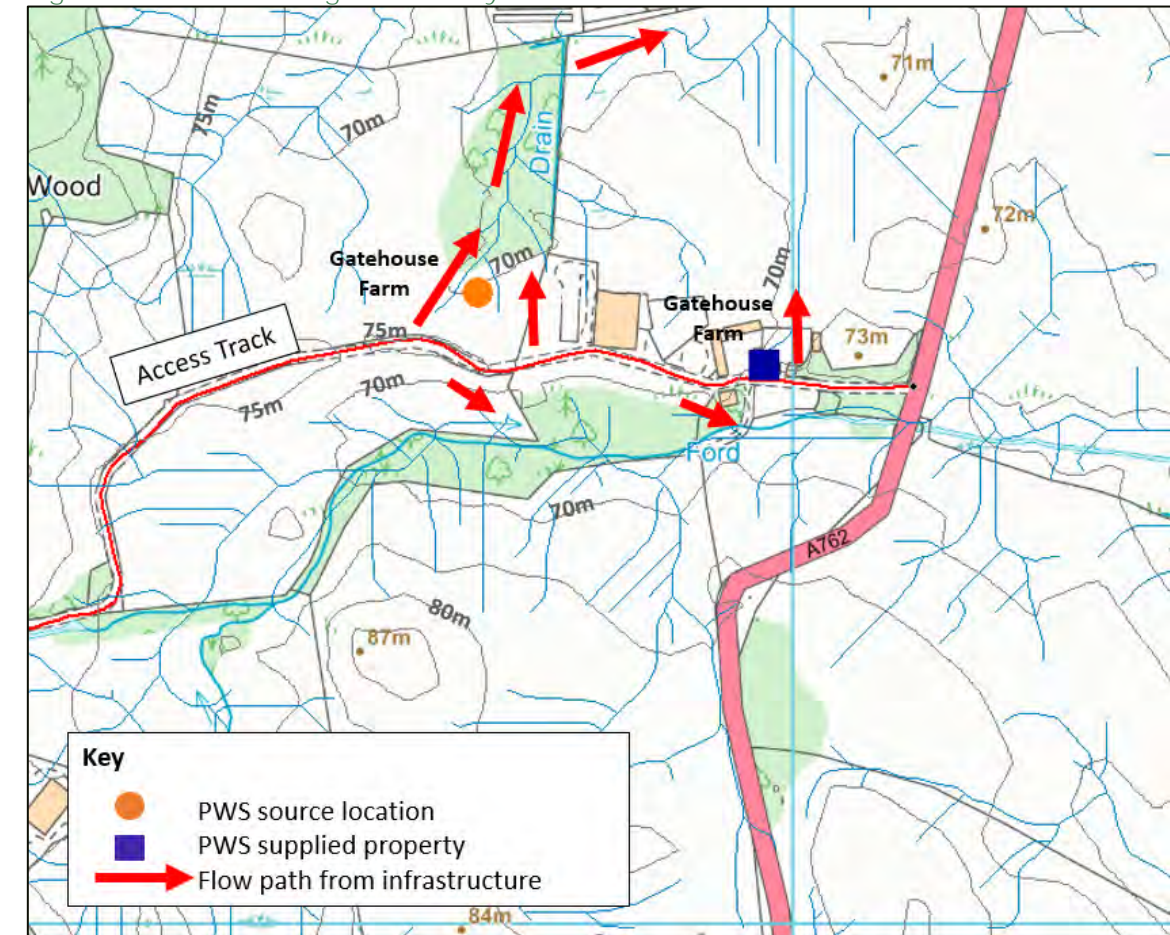 71m
75m
70m
Drain
Wood
72m
Gatehouse
Farm
70m
70m
Gatehouse
Farm
75m
73m
Access Track
70m
75m
Ford
70m
A762
80m
87m
Key
PWS source location
PWS supplied property
Flow path from infrastructure
84m